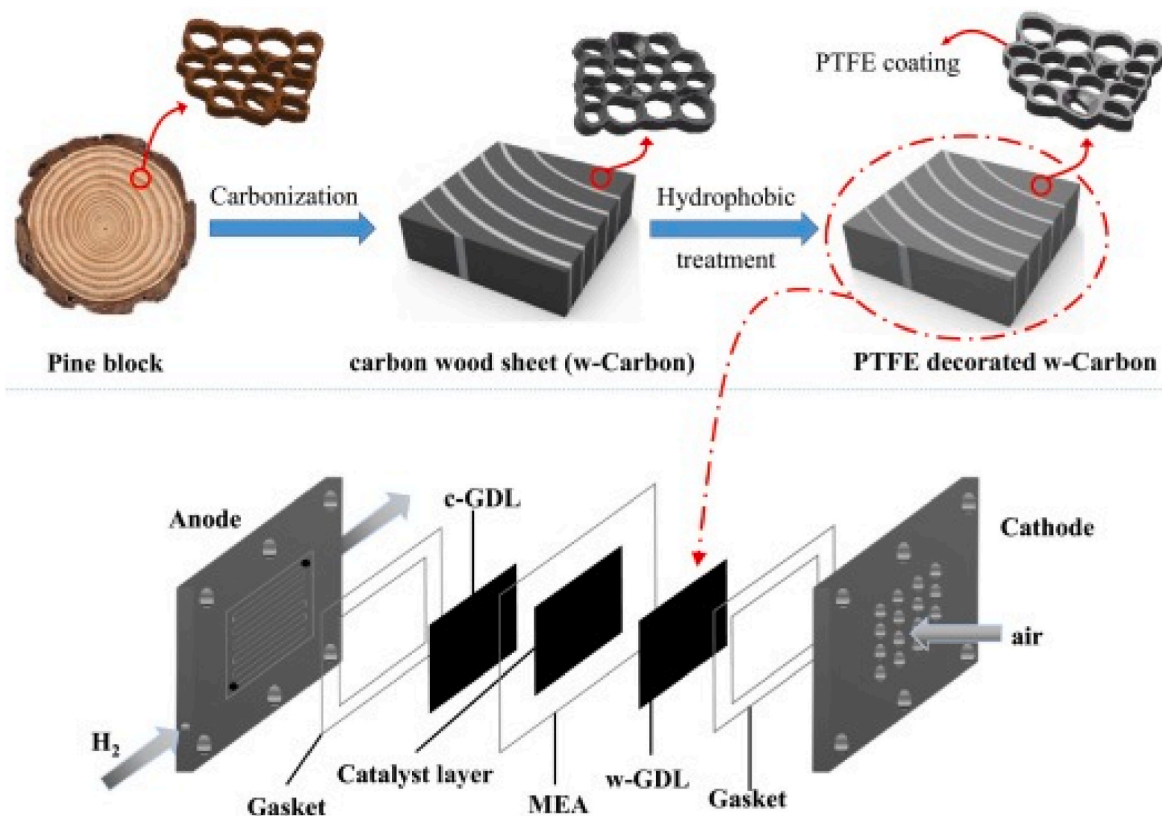 PTFE coating
Carbonization
Hydrophobic
treatment
Pine block
carbon wood sheet (w-Carbon)
PTFE decorated w-Carbon
c-GDL
Anode
Cathode
air
H₂
Catalyst layer
w-GDL
Gasket
MEA
Gasket